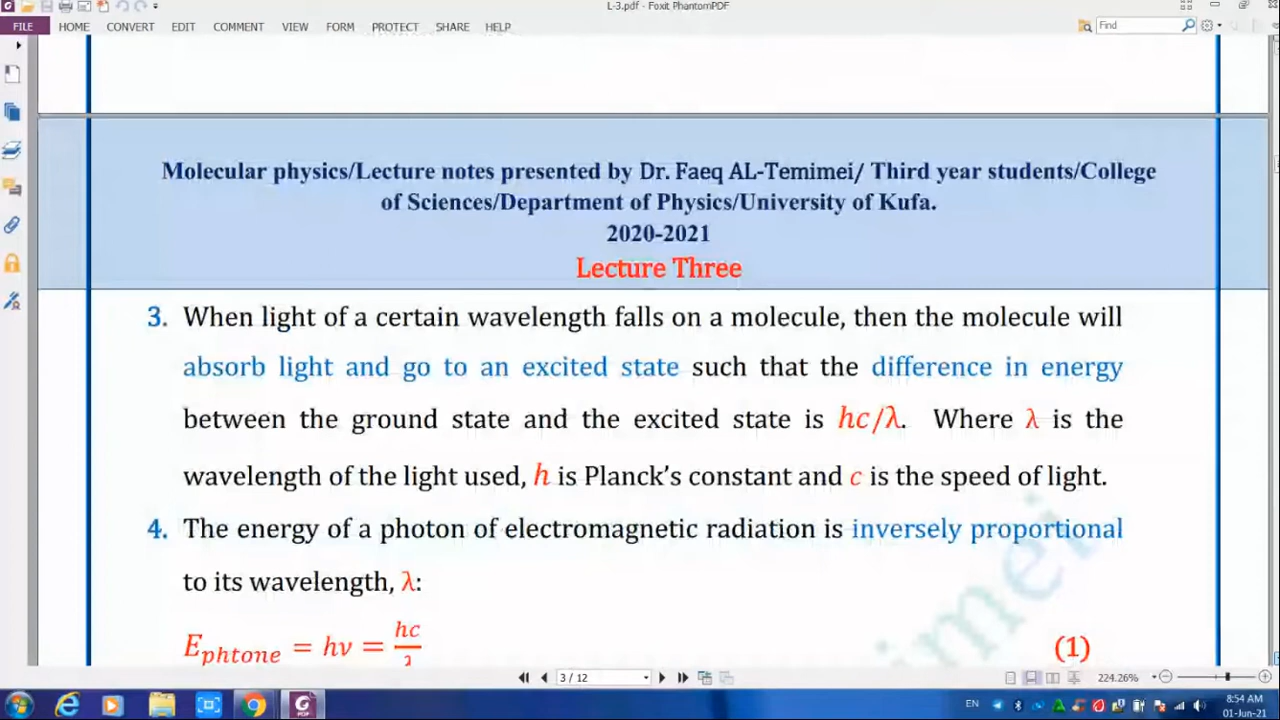 L-3.pdf - Foxit PhantomPDF
FILE HOME CONVERT EDIT COMMENT VIEW FORM PROTECT SHARE HELP Find
Molecular physics/Lecture notes presented by Dr. Faeq AL-Temimei/ Third year students/College
of Sciences/Department of Physics/University of Kufa.
2020-2021
Lecture Three
3. When light of a certain wavelength falls on a molecule, then the molecule will
absorb light and go to an excited state such that the difference in energy
between the ground state and the excited state is hc/λ. Where λ is the
wavelength of the light used, h is Planck's constant and c is the speed of light.
4. The energy of a photon of electromagnetic radiation is inversely proportional
to its wavelength, λ:
E_phtone = hν = hc/λ (1)
imei
3 / 12 224.26%
EN 8:54 AM
01-Jun-21